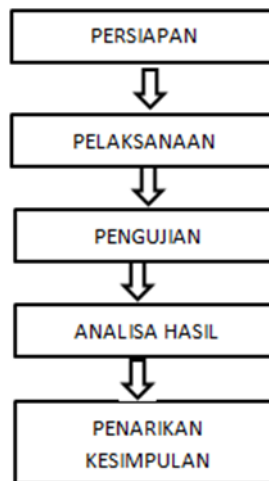 PERSIAPAN
PELAKSANAAN
PENGUJIAN
ANALISA HASIL
PENARIKAN
KESIMPULAN